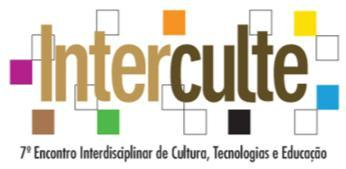 Interculte
7º Encontro Interdisciplinar de Cultura, Tecnologias e Educação